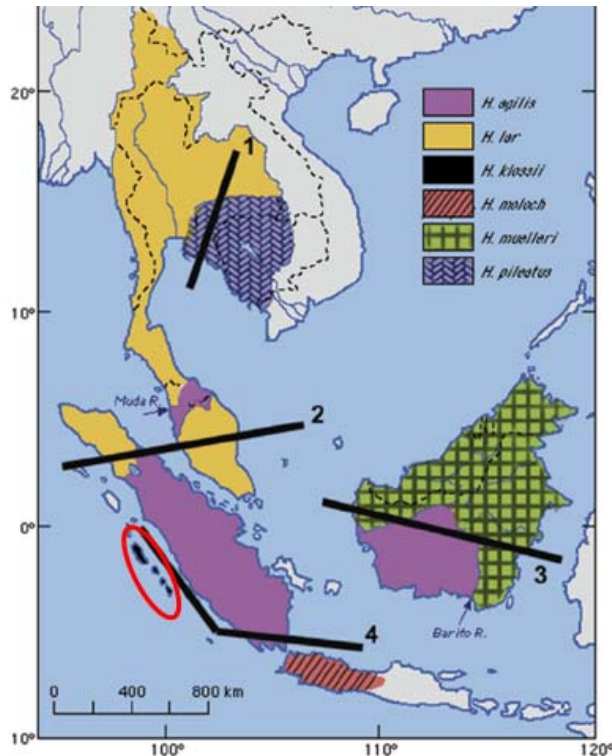 20°
10°
0°
10°
100°
110°
120°
1
2
3
4
Muda R.
Barito R.
0 400 800 km
H. agilis
H. lar
H. klossii
H. moloch
H. muelleri
H. pileatus